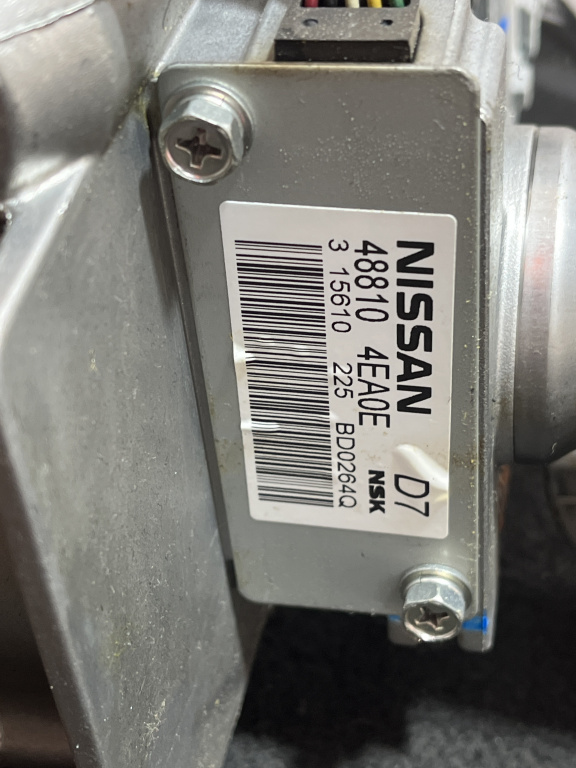 NISSAN D7
48810 4EA0E NSK
3 15610 225 BD0264Q